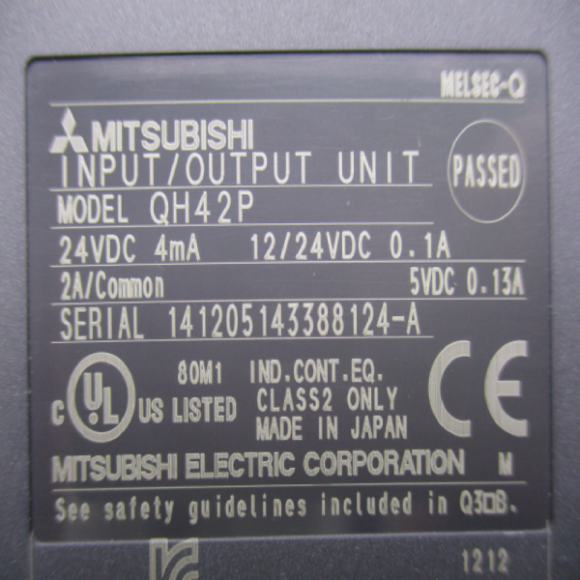 MELSEC-Q
MITSUBISHI
INPUT/OUTPUT UNIT
PASSED
MODEL QH42P
24VDC 4mA 12/24VDC 0.1A
2A/Common 5VDC 0.13A
SERIAL 141205143388124-A
80M1 IND.CONT.EQ.
C UL US LISTED CLASS2 ONLY
MADE IN JAPAN
CE
MITSUBISHI ELECTRIC CORPORATION M
See safety guidelines included in Q3□B.
1212